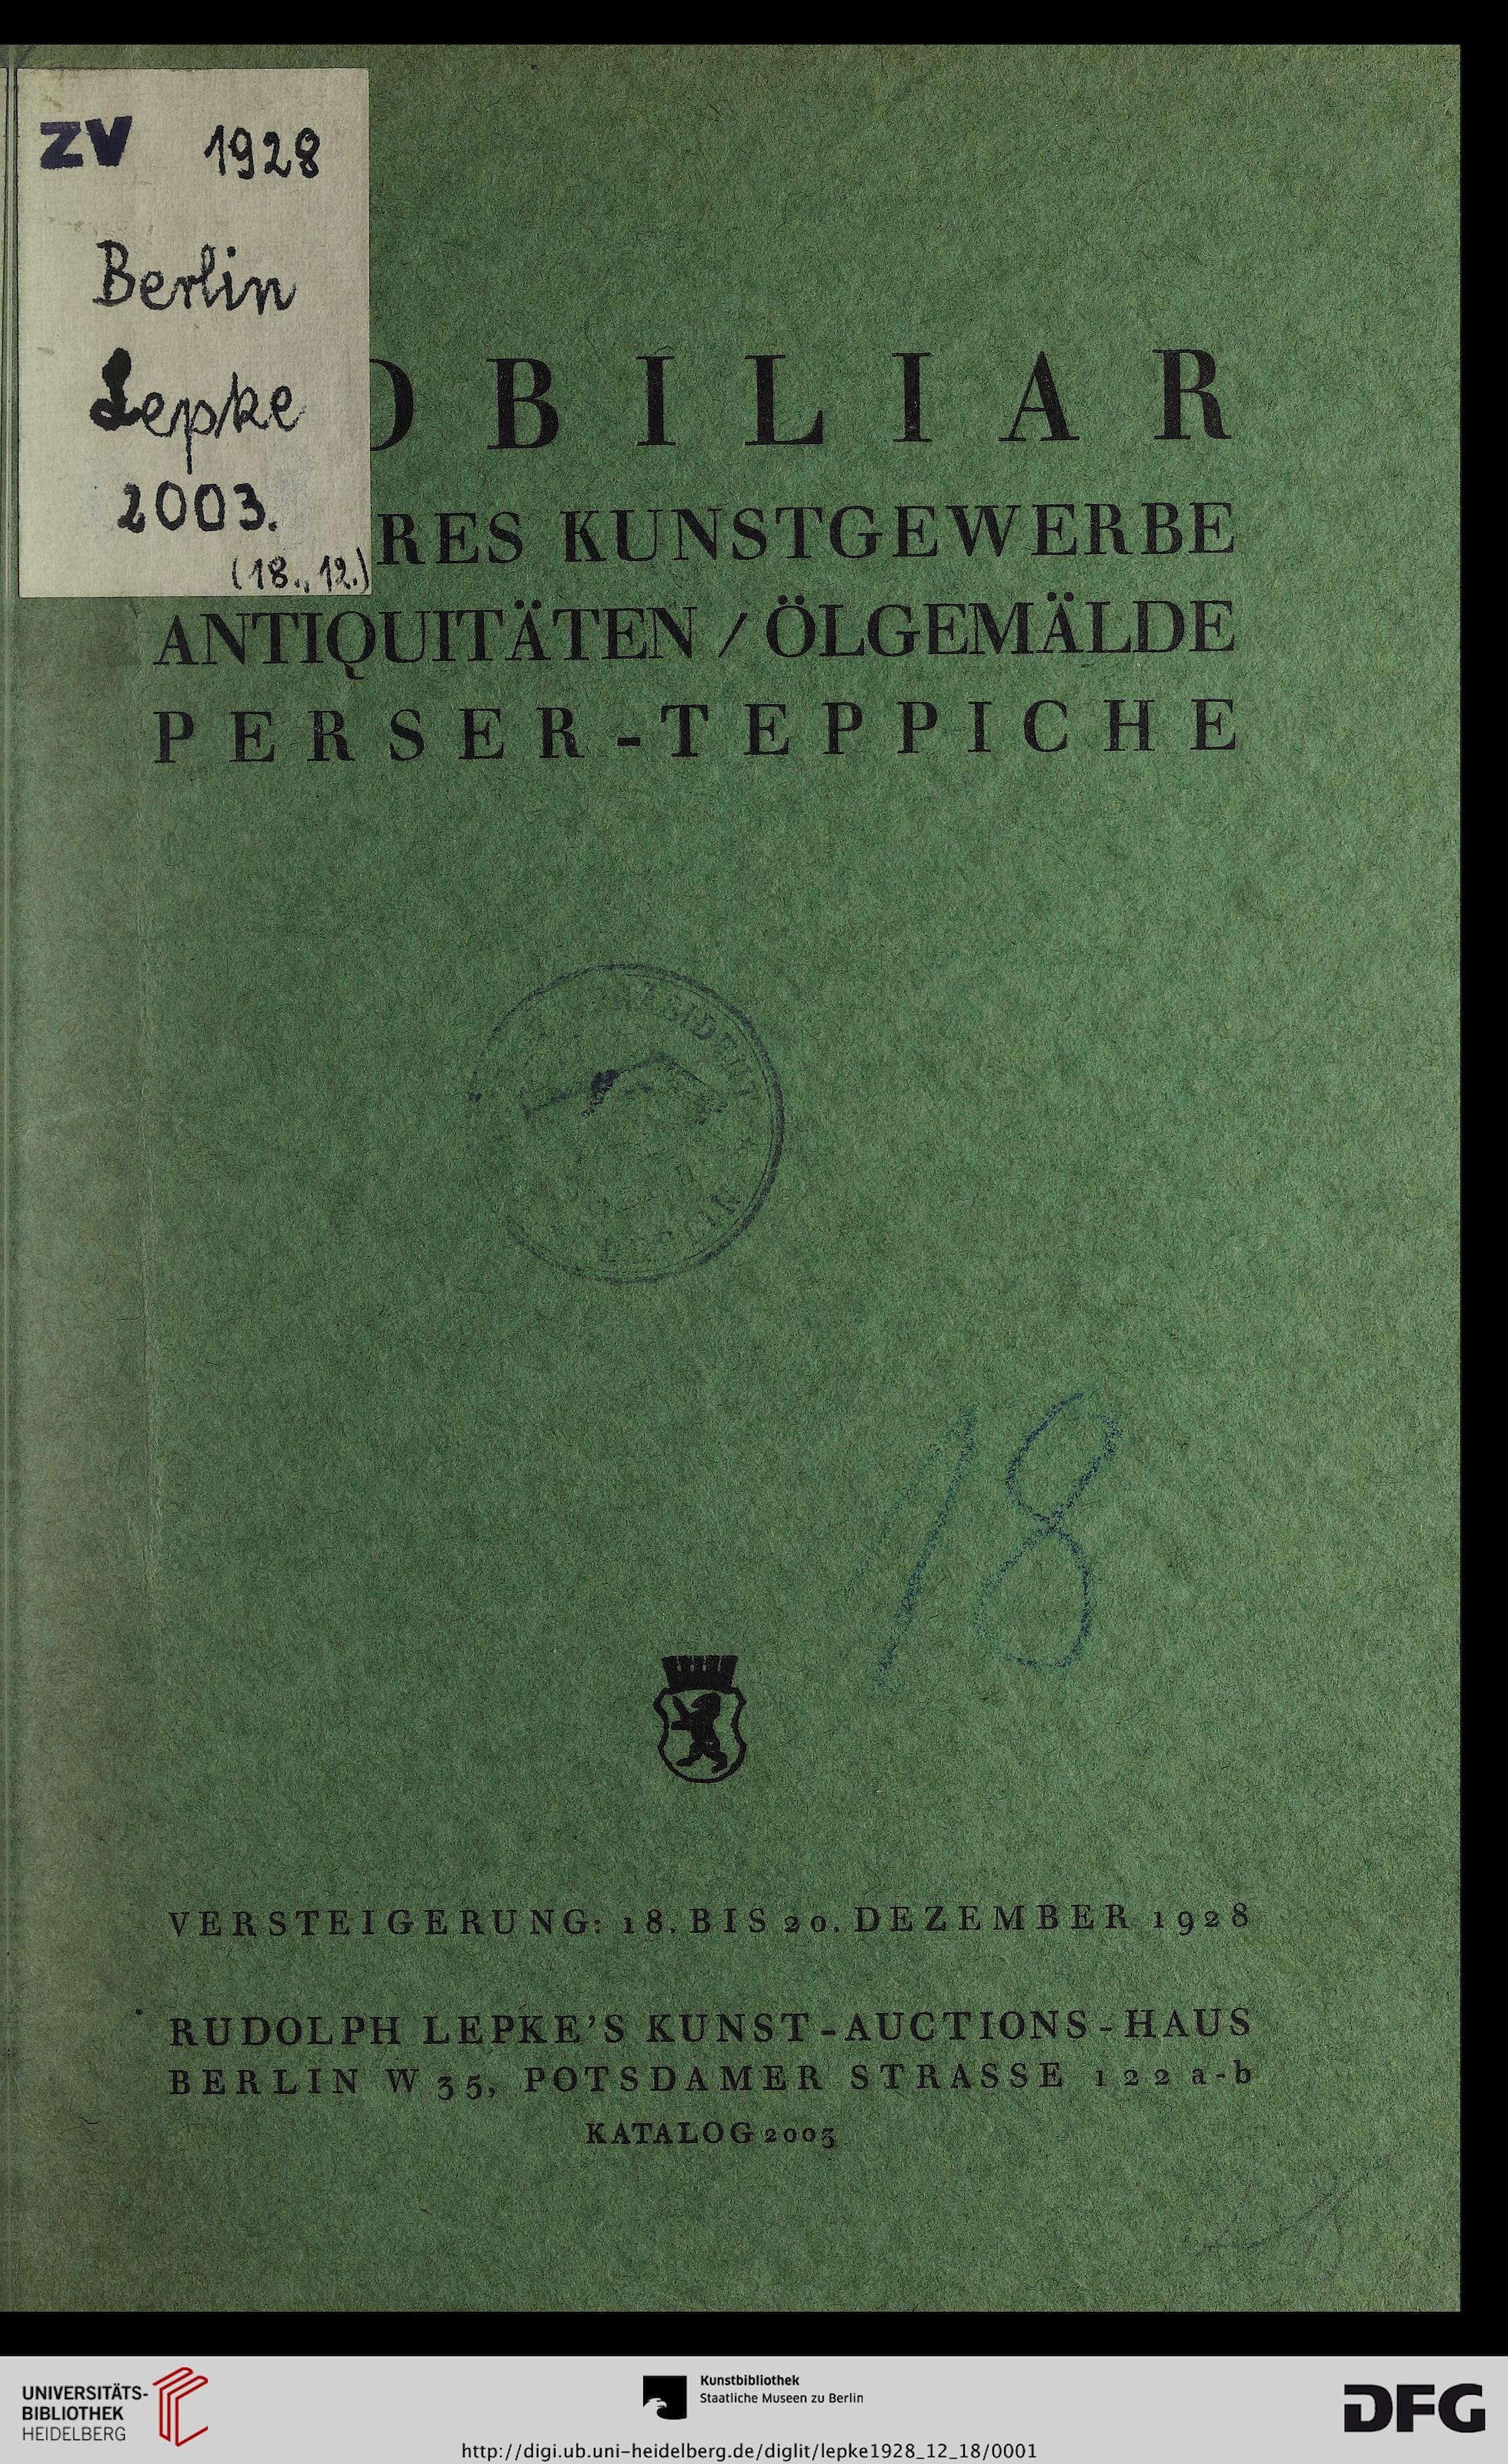 ZV 1928
Berlin
Lepke
2003.
(18., 12.)
OBILIAR
RES KUNSTGEWERBE
ANTIQUITÄTEN / ÖLGEMÄLDE
PERSER-TEPPICHE
18
VERSTEIGERUNG: 18. BIS 20. DEZEMBER 1928
RUDOLPH LEPKE'S KUNST-AUCTIONS-HAUS
BERLIN W 35, POTSDAMER STRASSE 122 a-b
KATALOG 2003
UNIVERSITÄTS-
BIBLIOTHEK
HEIDELBERG
Kunstbibliothek
Staatliche Museen zu Berlin
DFG
http://digi.ub.uni-heidelberg.de/diglit/lepke1928_12_18/0001